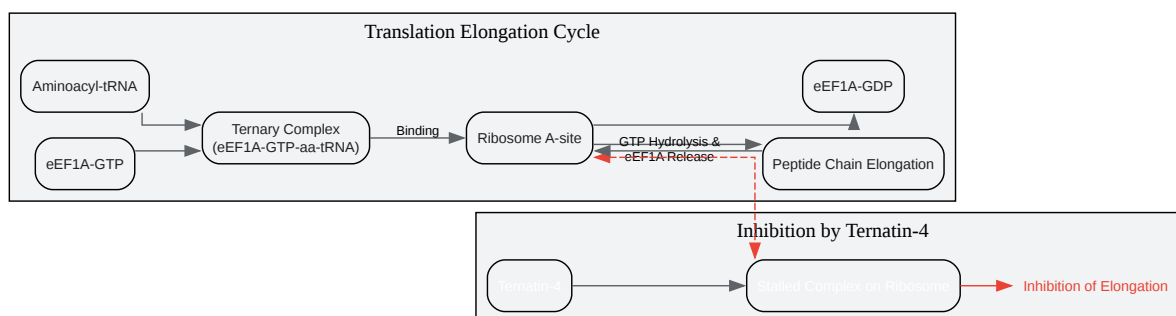 Translation Elongation Cycle
Aminoacyl-tRNA
eEF1A-GDP
Ternary Complex
(eEF1A-GTP-aa-tRNA)
Binding
Ribosome A-site
GTP Hydrolysis &
eEF1A Release
eEF1A-GTP
Peptide Chain Elongation
Inhibition by Ternatin-4
Ternatin-4
Stalled Complex on Ribosome
Inhibition of Elongation